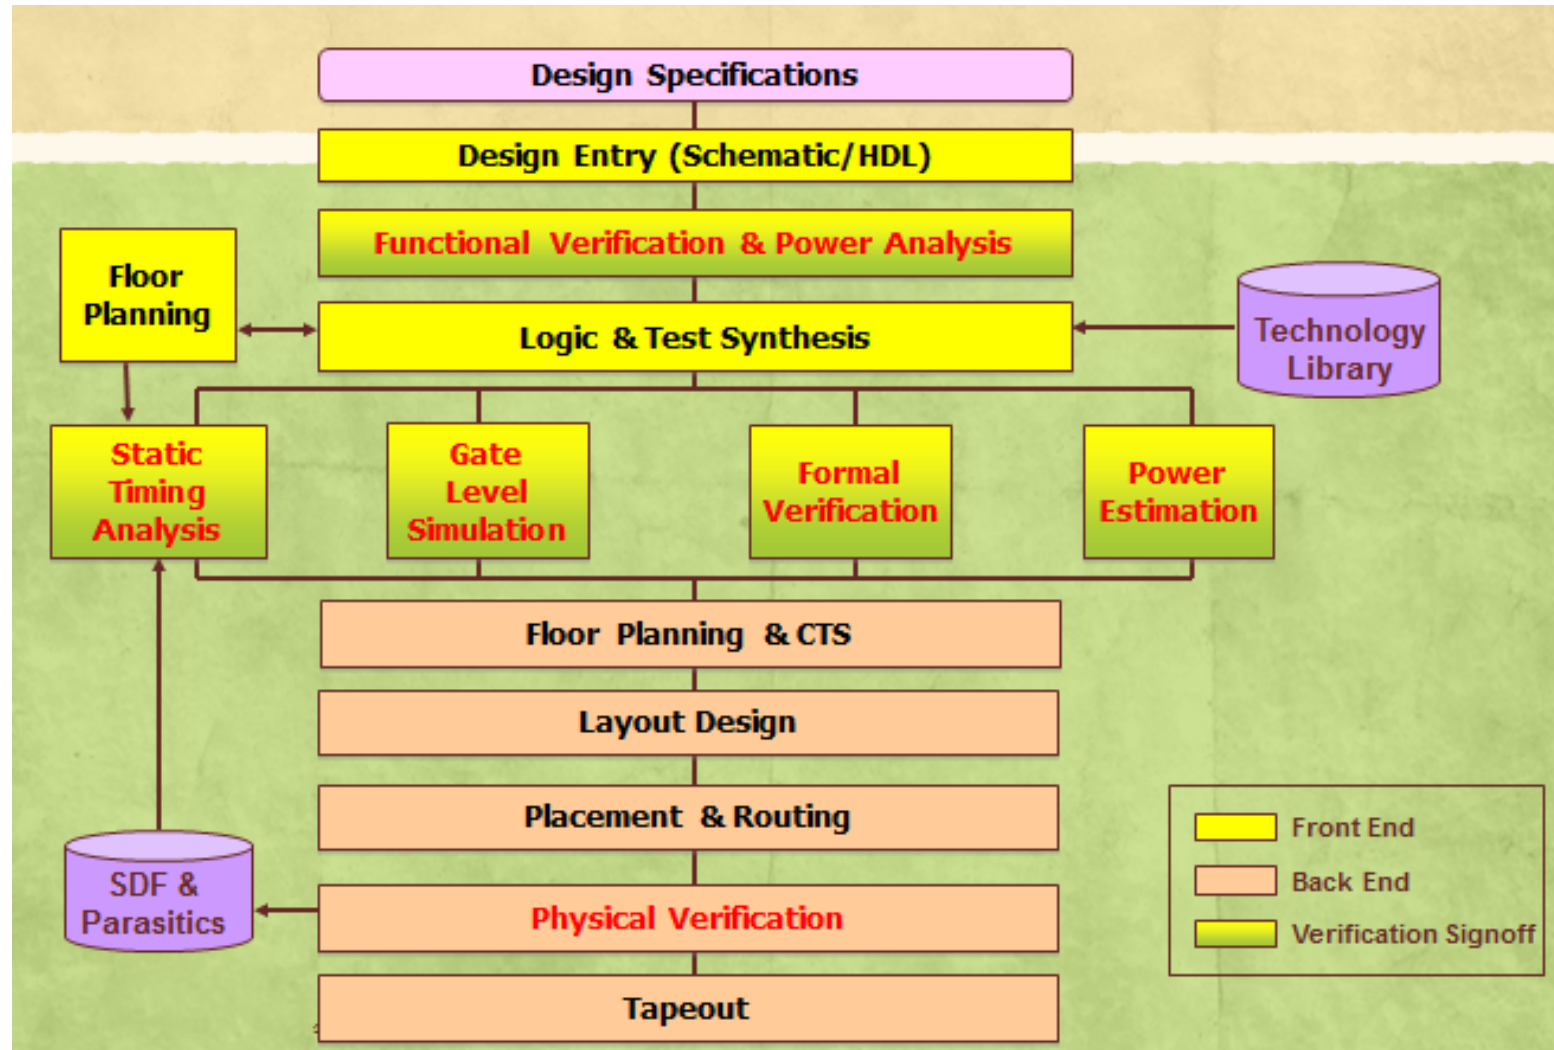 Design Specifications
Design Entry (Schematic/HDL)
Functional Verification & Power Analysis
Floor
Planning
Logic & Test Synthesis
Technology
Library
Static
Timing
Analysis
Gate
Level
Simulation
Formal
Verification
Power
Estimation
Floor Planning & CTS
Layout Design
Placement & Routing
SDF &
Parasitics
Physical Verification
Tapeout
Front End
Back End
Verification Signoff